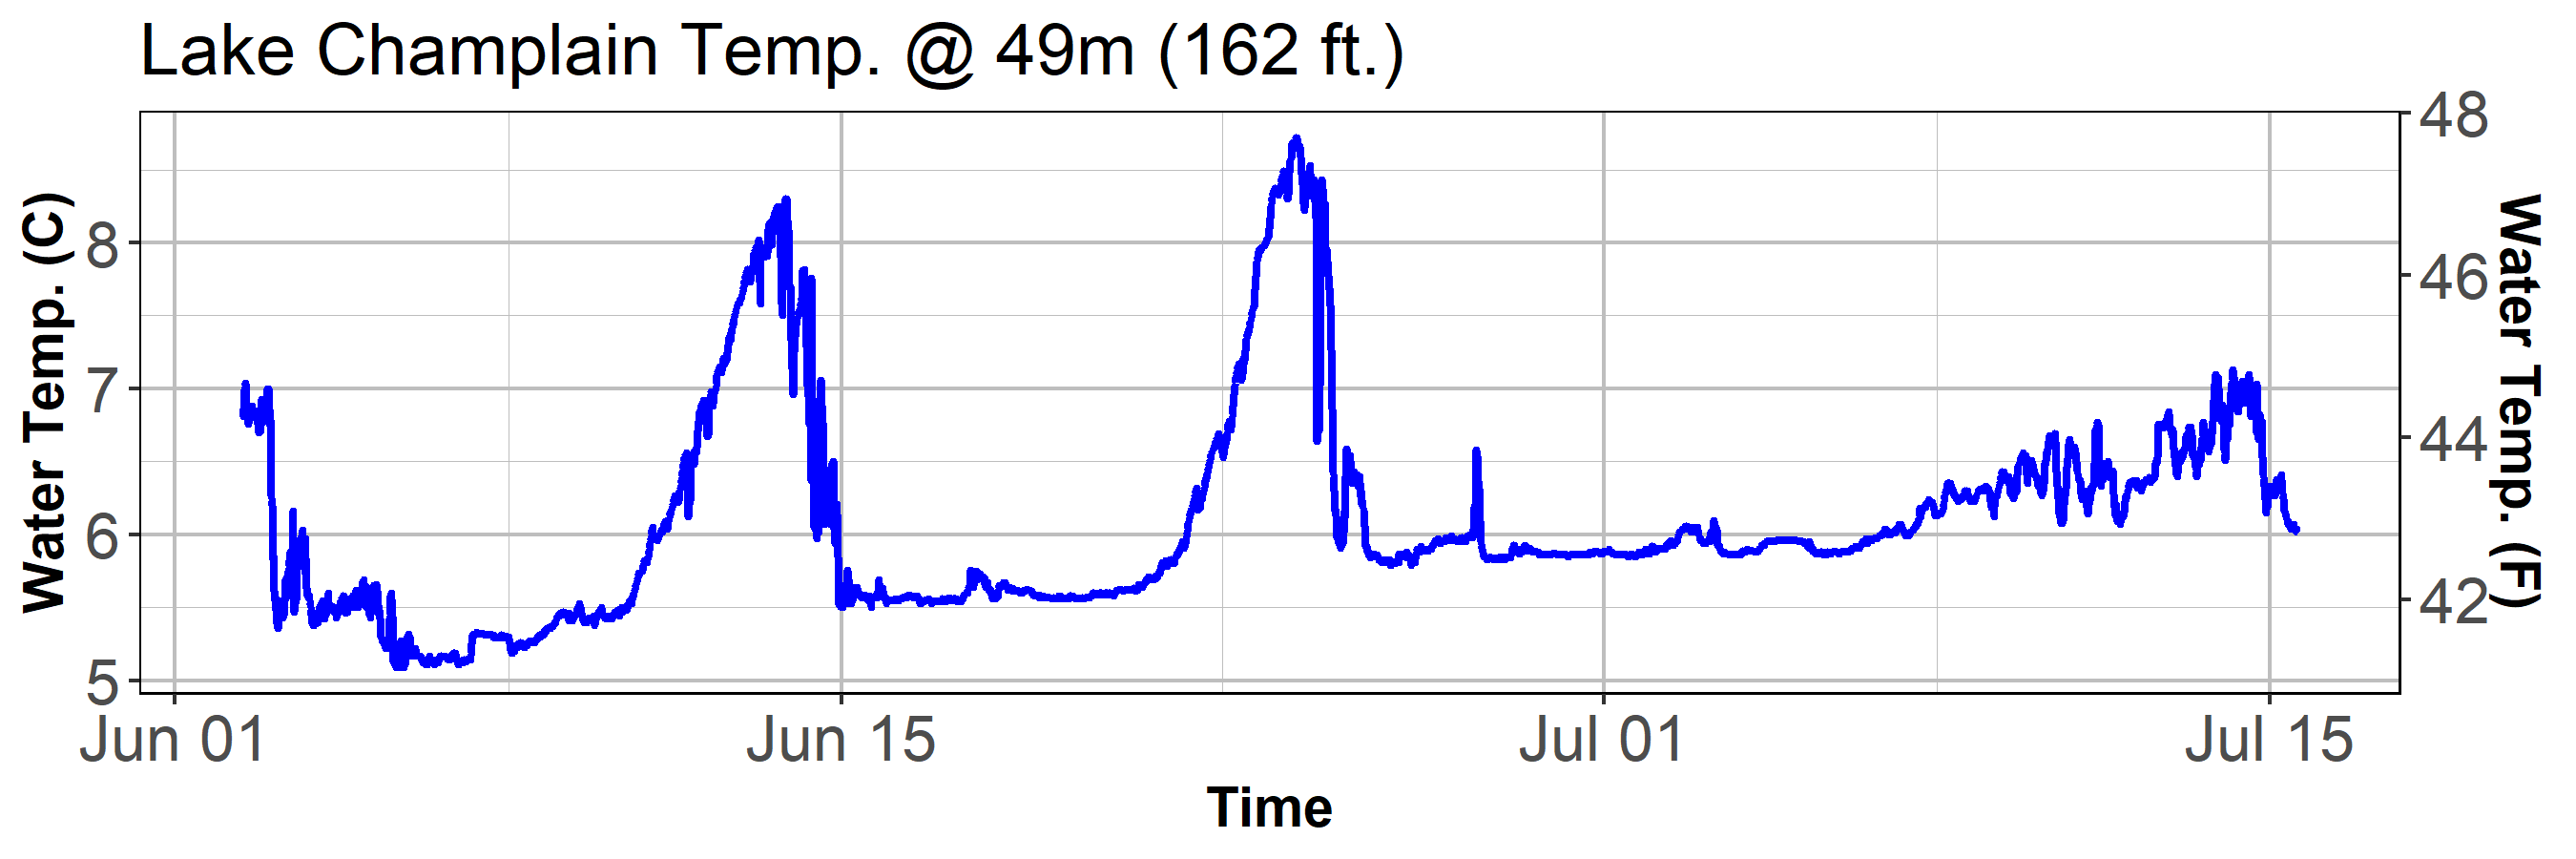 Lake Champlain Temp. @ 49m (162 ft.)
Water Temp. (C)
8
7
6
5
48
46
44
42
Water Temp. (F)
Jun 01
Jun 15
Jul 01
Jul 15
Time